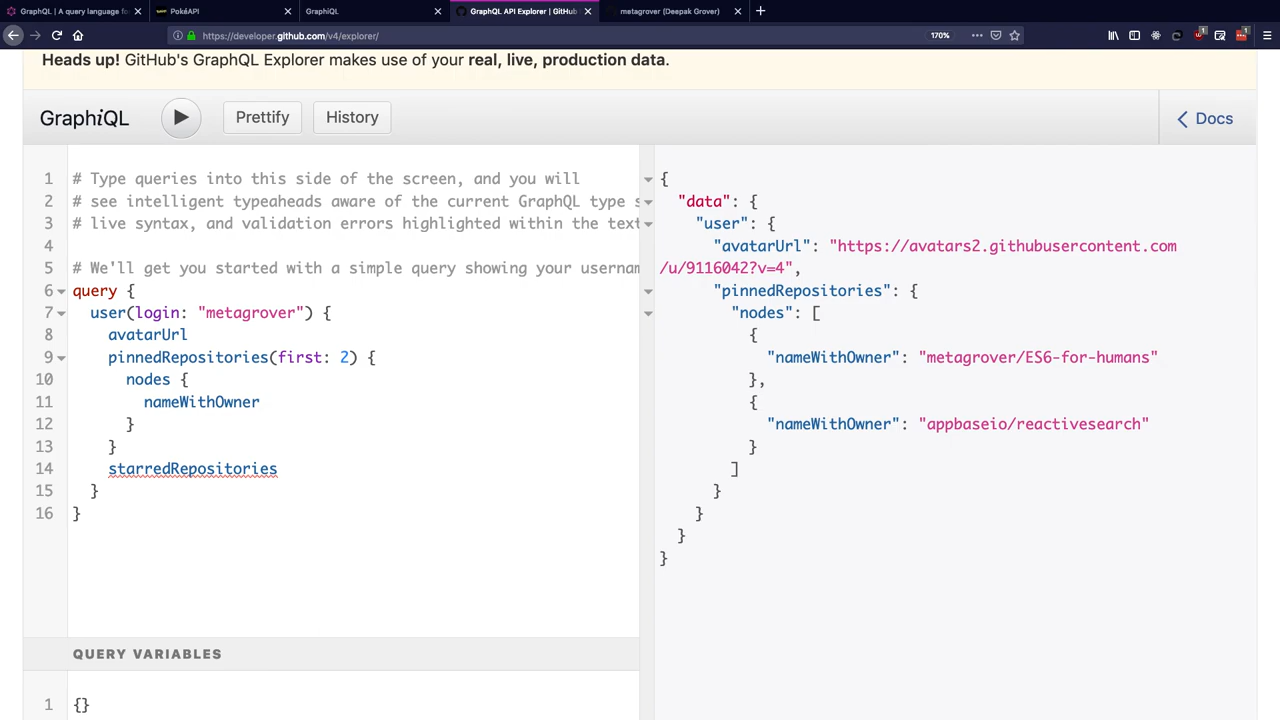 GraphQL | A query language fo
PokéAPI
GraphiQL
GraphQL API Explorer | GitHub
metagrover (Deepak Grover)
https://developer.github.com/v4/explorer/
170%
Heads up! GitHub's GraphQL Explorer makes use of your real, live, production data.
GraphiQL
Prettify
History
Docs
1 # Type queries into this side of the screen, and you will
2 # see intelligent typeaheads aware of the current GraphQL type s
3 # live syntax, and validation errors highlighted within the text
4
5 # We'll get you started with a simple query showing your usernam
6 query {
7 user(login: "metagrover") {
8 avatarUrl
9 pinnedRepositories(first: 2) {
10 nodes {
11 nameWithOwner
12 }
13 }
14 starredRepositories
15 }
16 }
QUERY VARIABLES
1 {}
{
"data": {
"user": {
"avatarUrl": "https://avatars2.githubusercontent.com
/u/9116042?v=4",
"pinnedRepositories": {
"nodes": [
{
"nameWithOwner": "metagrover/ES6-for-humans"
},
{
"nameWithOwner": "appbaseio/reactivesearch"
}
]
}
}
}
}